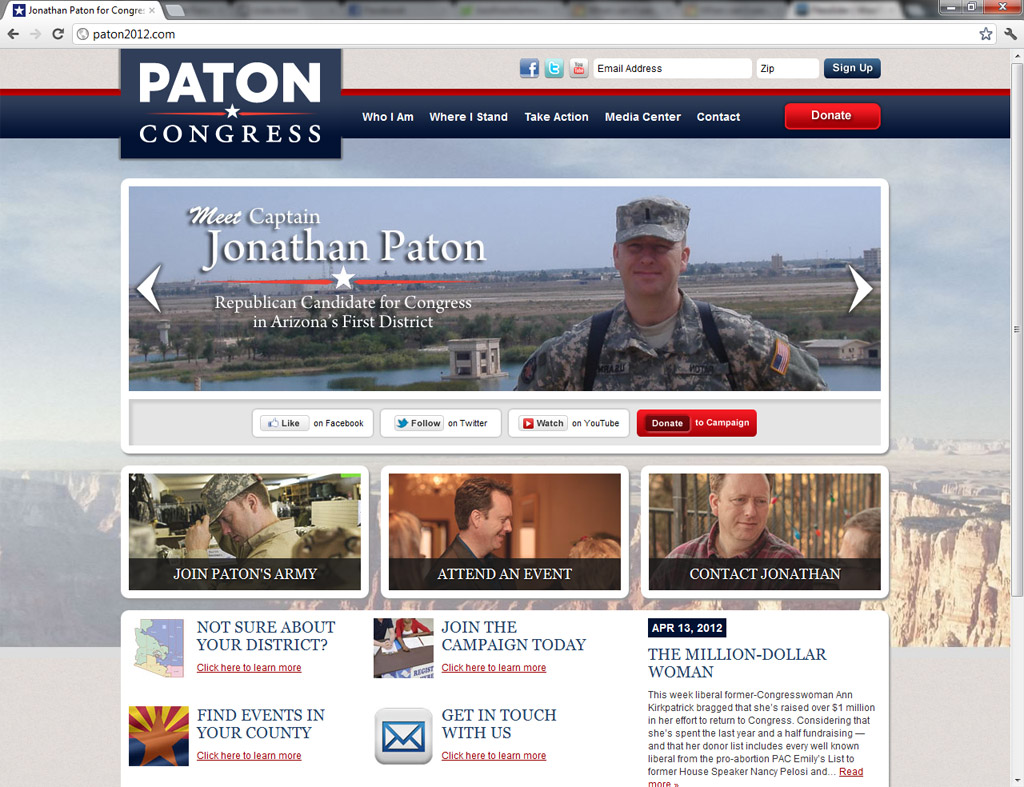 Jonathan Paton for Congre
paton2012.com
PATON
CONGRESS
Email Address
Zip
Sign Up
Who I Am
Where I Stand
Take Action
Media Center
Contact
Donate
Meet Captain
Jonathan Paton
Republican Candidate for Congress
in Arizona's First District
Like on Facebook
Follow on Twitter
Watch on YouTube
Donate to Campaign
JOIN PATON'S ARMY
ATTEND AN EVENT
CONTACT JONATHAN
NOT SURE ABOUT
YOUR DISTRICT?
Click here to learn more
JOIN THE
CAMPAIGN TODAY
Click here to learn more
FIND EVENTS IN
YOUR COUNTY
Click here to learn more
GET IN TOUCH
WITH US
Click here to learn more
APR 13, 2012
THE MILLION-DOLLAR
WOMAN
This week liberal former-Congresswoman Ann
Kirkpatrick bragged that she's raised over $1 million
in her effort to return to Congress. Considering that
she's spent the last year and a half fundraising —
and that her donor list includes every well known
liberal from the pro-abortion PAC Emily's List to
former House Speaker Nancy Pelosi and... Read
more »